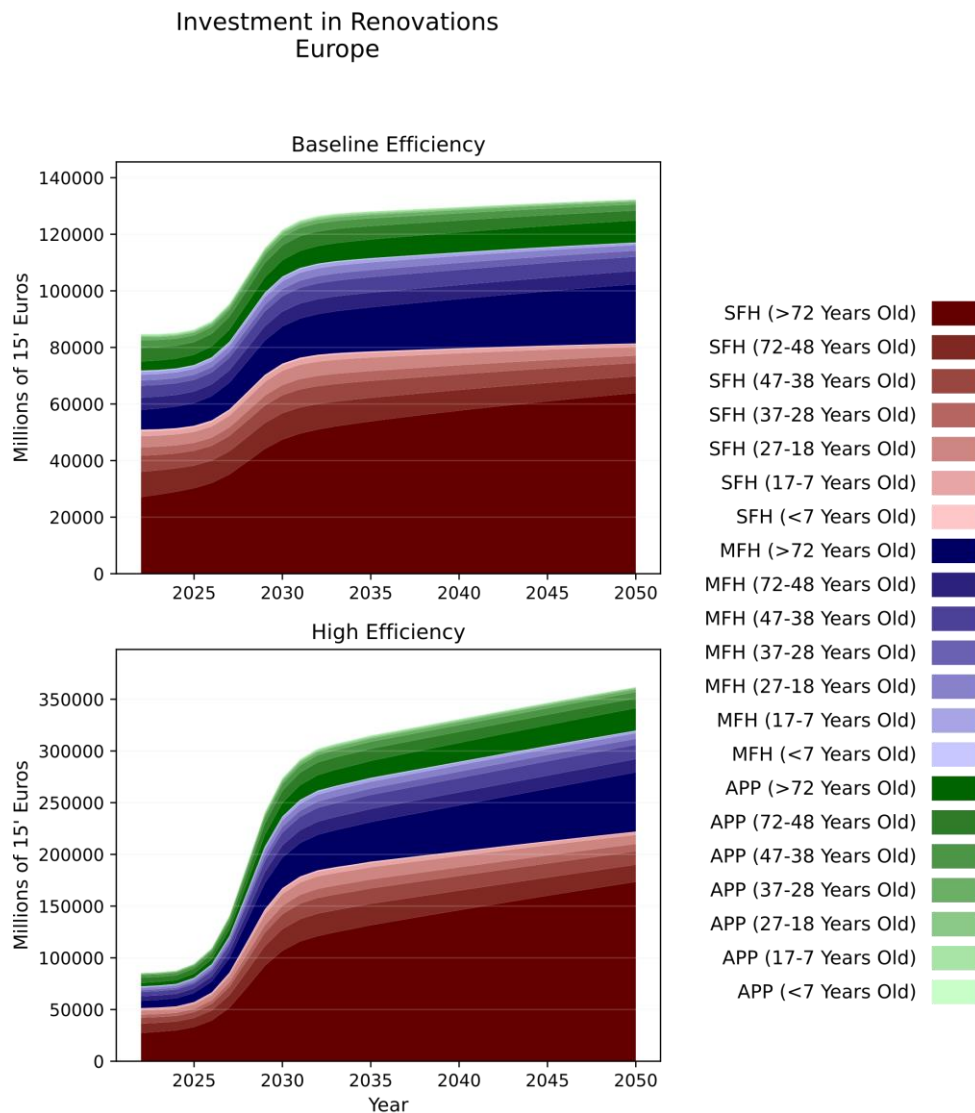 Investment in Renovations
Europe
Baseline Efficiency
Millions of 15' Euros
140000
120000
100000
80000
60000
40000
20000
0
2025 2030 2035 2040 2045 2050
High Efficiency
Millions of 15' Euros
350000
300000
250000
200000
150000
100000
50000
0
2025 2030 2035 2040 2045 2050
Year
SFH (>72 Years Old)
SFH (72-48 Years Old)
SFH (47-38 Years Old)
SFH (37-28 Years Old)
SFH (27-18 Years Old)
SFH (17-7 Years Old)
SFH (<7 Years Old)
MFH (>72 Years Old)
MFH (72-48 Years Old)
MFH (47-38 Years Old)
MFH (37-28 Years Old)
MFH (27-18 Years Old)
MFH (17-7 Years Old)
MFH (<7 Years Old)
APP (>72 Years Old)
APP (72-48 Years Old)
APP (47-38 Years Old)
APP (37-28 Years Old)
APP (27-18 Years Old)
APP (17-7 Years Old)
APP (<7 Years Old)